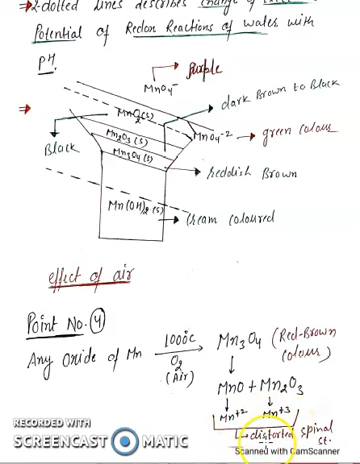 ⇒ 2-dotted lines describes change of
Potential of Redox Reactions of water with
PH.
purple
MnO4-
⇒
dark Brown to Black
MnO2(s)
Mn2O3(s)
MnO4-2 → green colour
Black
Mn3O4(s)
Reddish Brown
Mn(OH)2(s)
Cream coloured
effect of air
Point No. (4)
Any Oxide of Mn 1000°c O2 (Air) → Mn3O4 (Red-Brown
colour)
MnO + Mn2O3
Mn+2 Mn+3
distorted spinal
st.
RECORDED WITH
SCREENCAST MATIC
Scanned with CamScanner